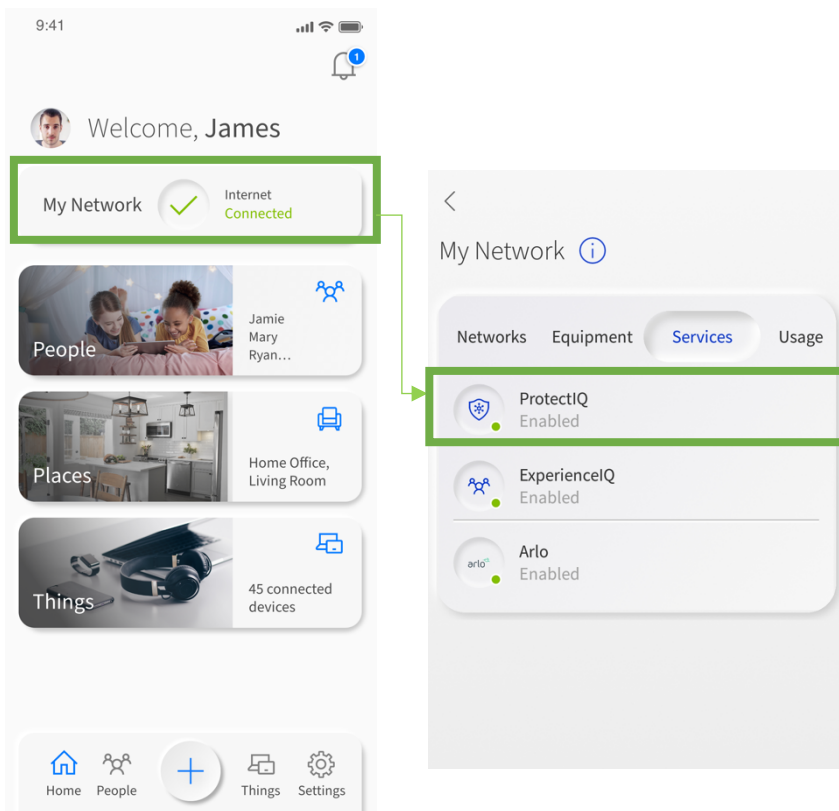 9:41
1
Welcome, James
My Network
Internet
Connected
People
Jamie
Mary
Ryan...
Places
Home Office,
Living Room
Things
45 connected
devices
Home People Things Settings
My Network
Networks Equipment Services Usage
ProtectIQ
Enabled
ExperienceIQ
Enabled
arlo
Arlo
Enabled